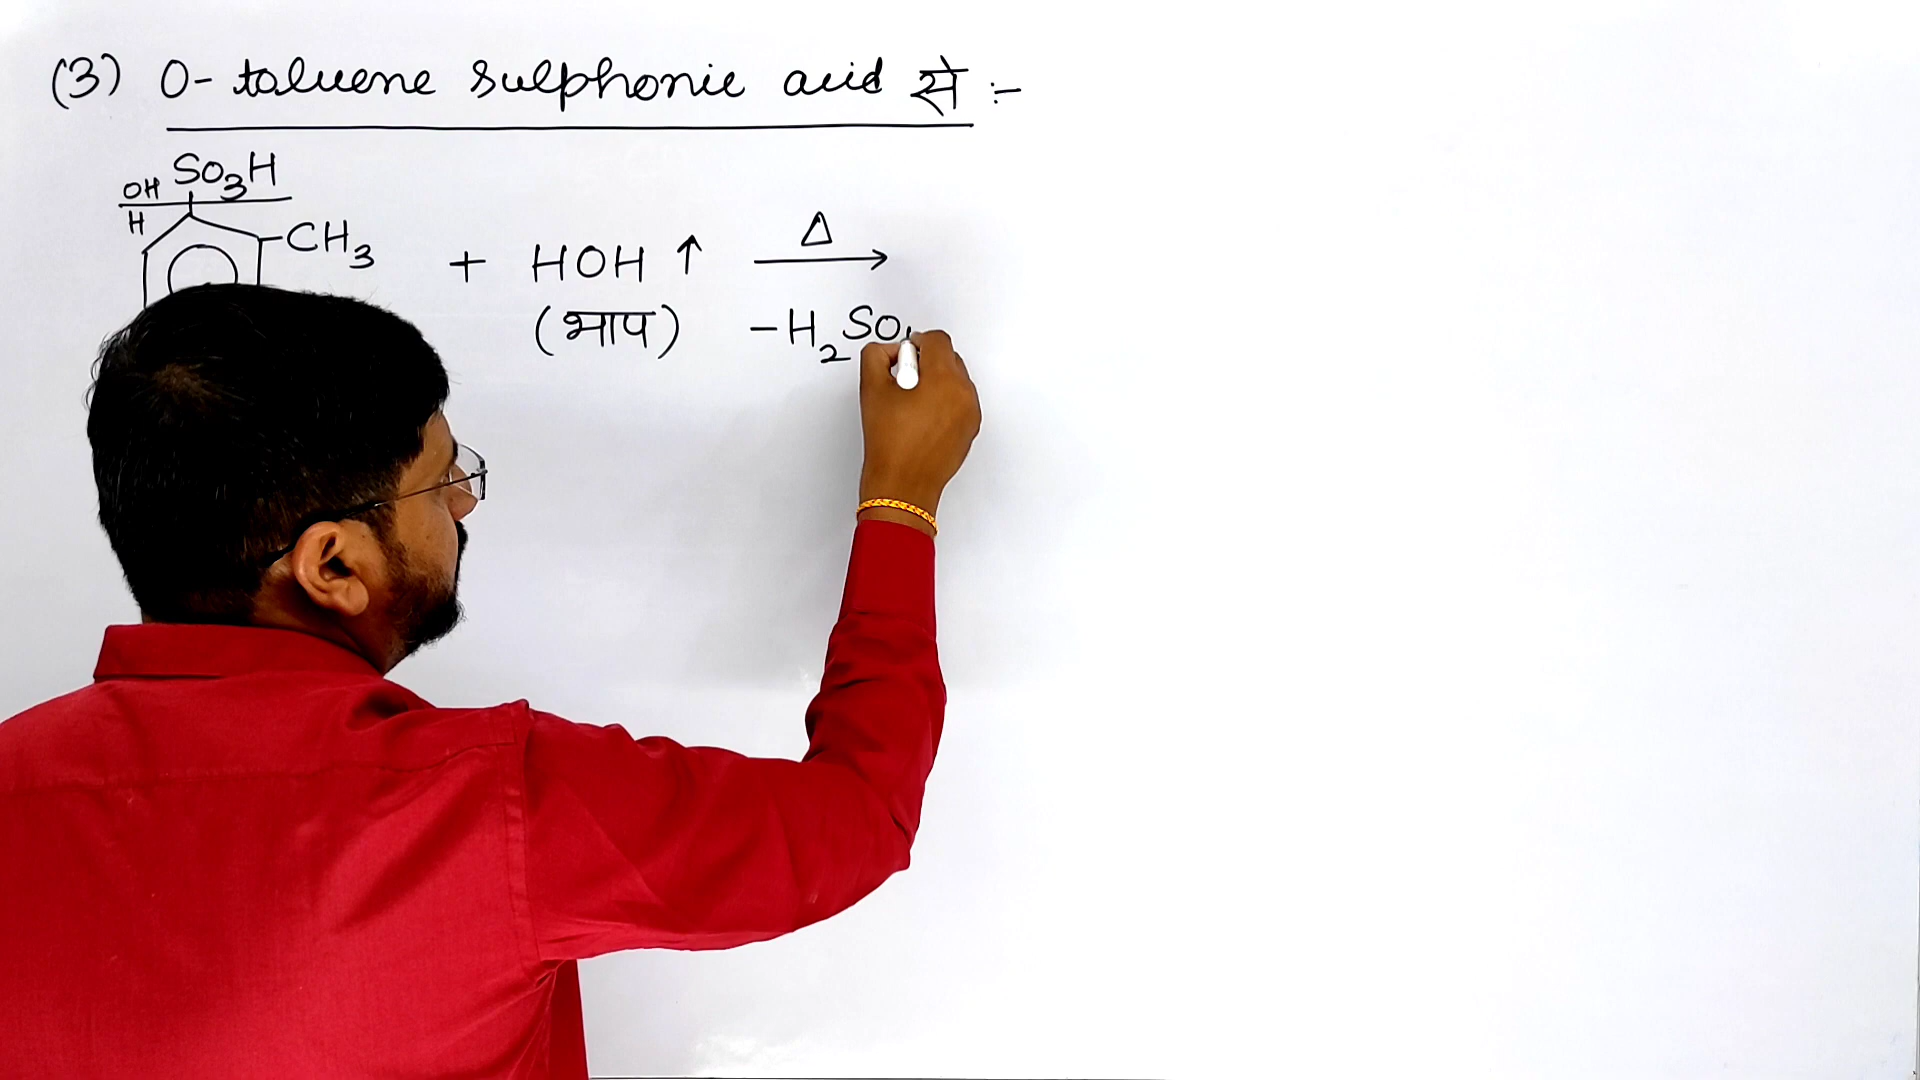 (3) O-toluene sulphonic acid से :-
OH SO3H
H
CH3 + HOH ↑ Δ →
(भाप) -H2SO